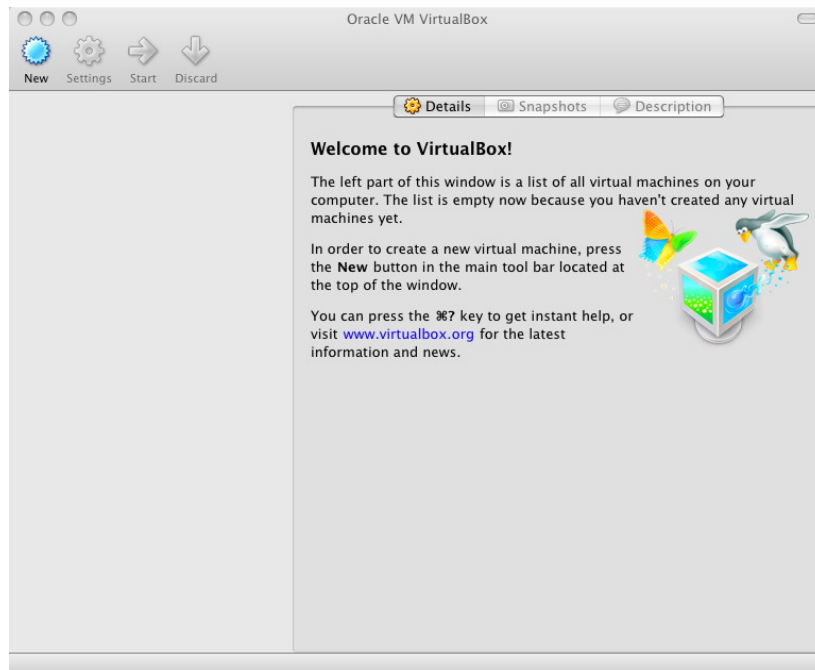 Oracle VM VirtualBox
New Settings Start Discard
Details Snapshots Description
Welcome to VirtualBox!
The left part of this window is a list of all virtual machines on your
computer. The list is empty now because you haven't created any virtual
machines yet.
In order to create a new virtual machine, press
the New button in the main tool bar located at
the top of the window.
You can press the ⌘? key to get instant help, or
visit www.virtualbox.org for the latest
information and news.